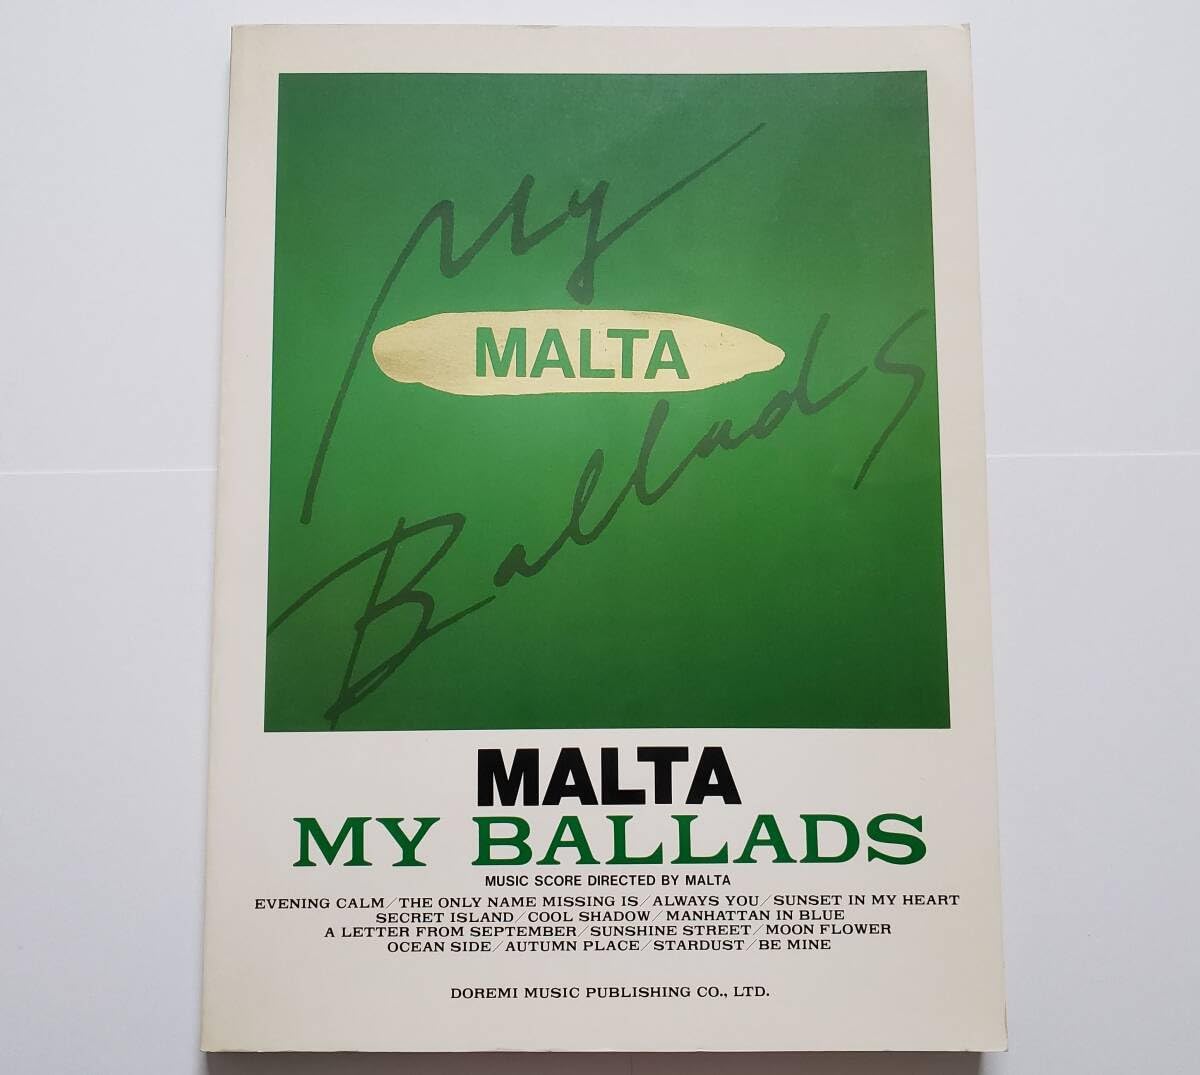 My
MALTA
Ballads
MALTA
MY BALLADS
MUSIC SCORE DIRECTED BY MALTA
EVENING CALM/THE ONLY NAME MISSING IS/ALWAYS YOU/SUNSET IN MY HEART
SECRET ISLAND/COOL SHADOW/MANHATTAN IN BLUE
A LETTER FROM SEPTEMBER/SUNSHINE STREET/MOON FLOWER
OCEAN SIDE/AUTUMN PLACE/STARDUST/BE MINE
DOREMI MUSIC PUBLISHING CO., LTD.